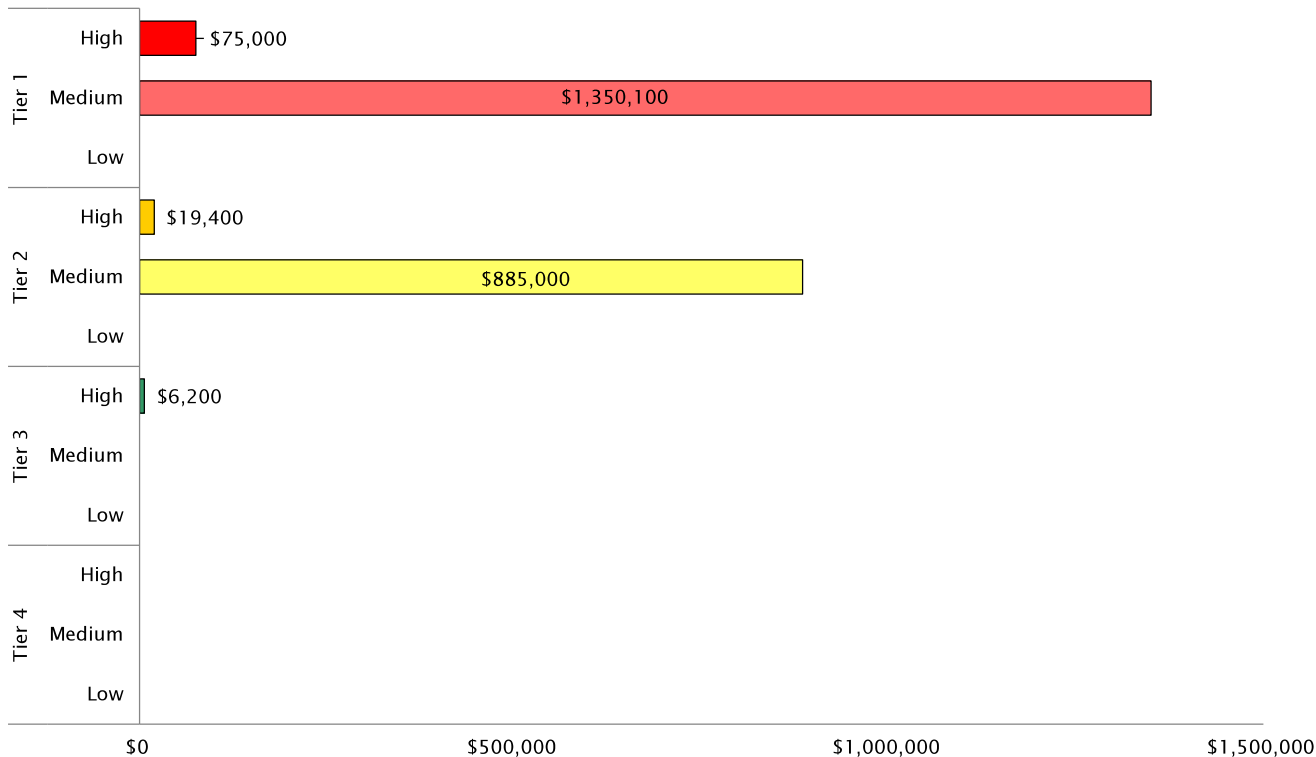 Tier 1
High
$75,000
Medium
$1,350,100
Low
Tier 2
High
$19,400
Medium
$885,000
Low
Tier 3
High
$6,200
Medium
Low
Tier 4
High
Medium
Low
$0 $500,000 $1,000,000 $1,500,000